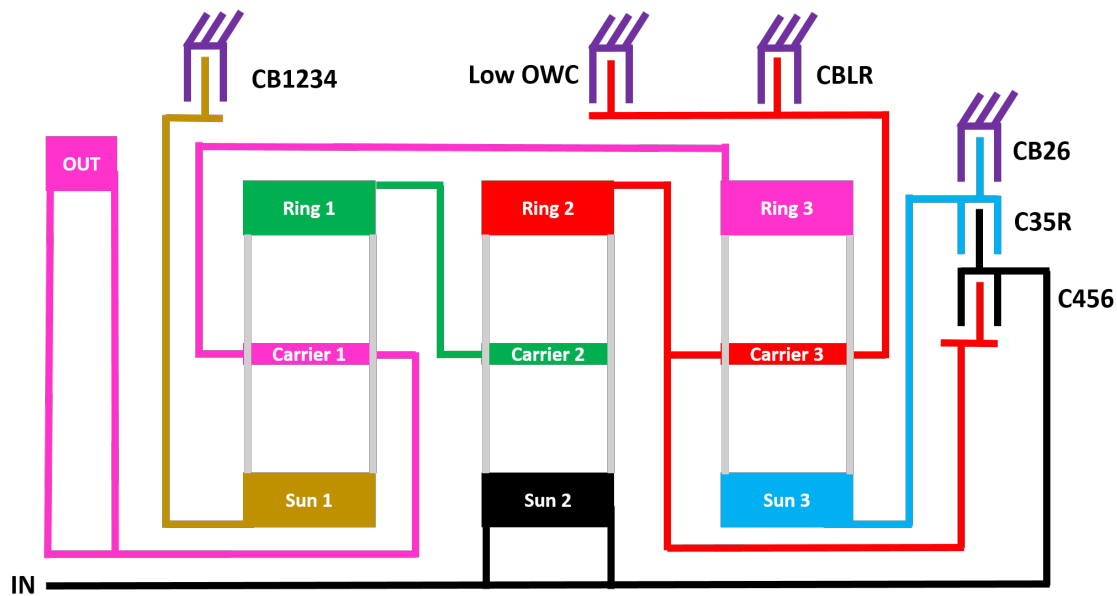 CB1234
Low OWC
CBLR
CB26
OUT
Ring 1
Ring 2
Ring 3
C35R
C456
Carrier 1
Carrier 2
Carrier 3
Sun 1
Sun 2
Sun 3
IN